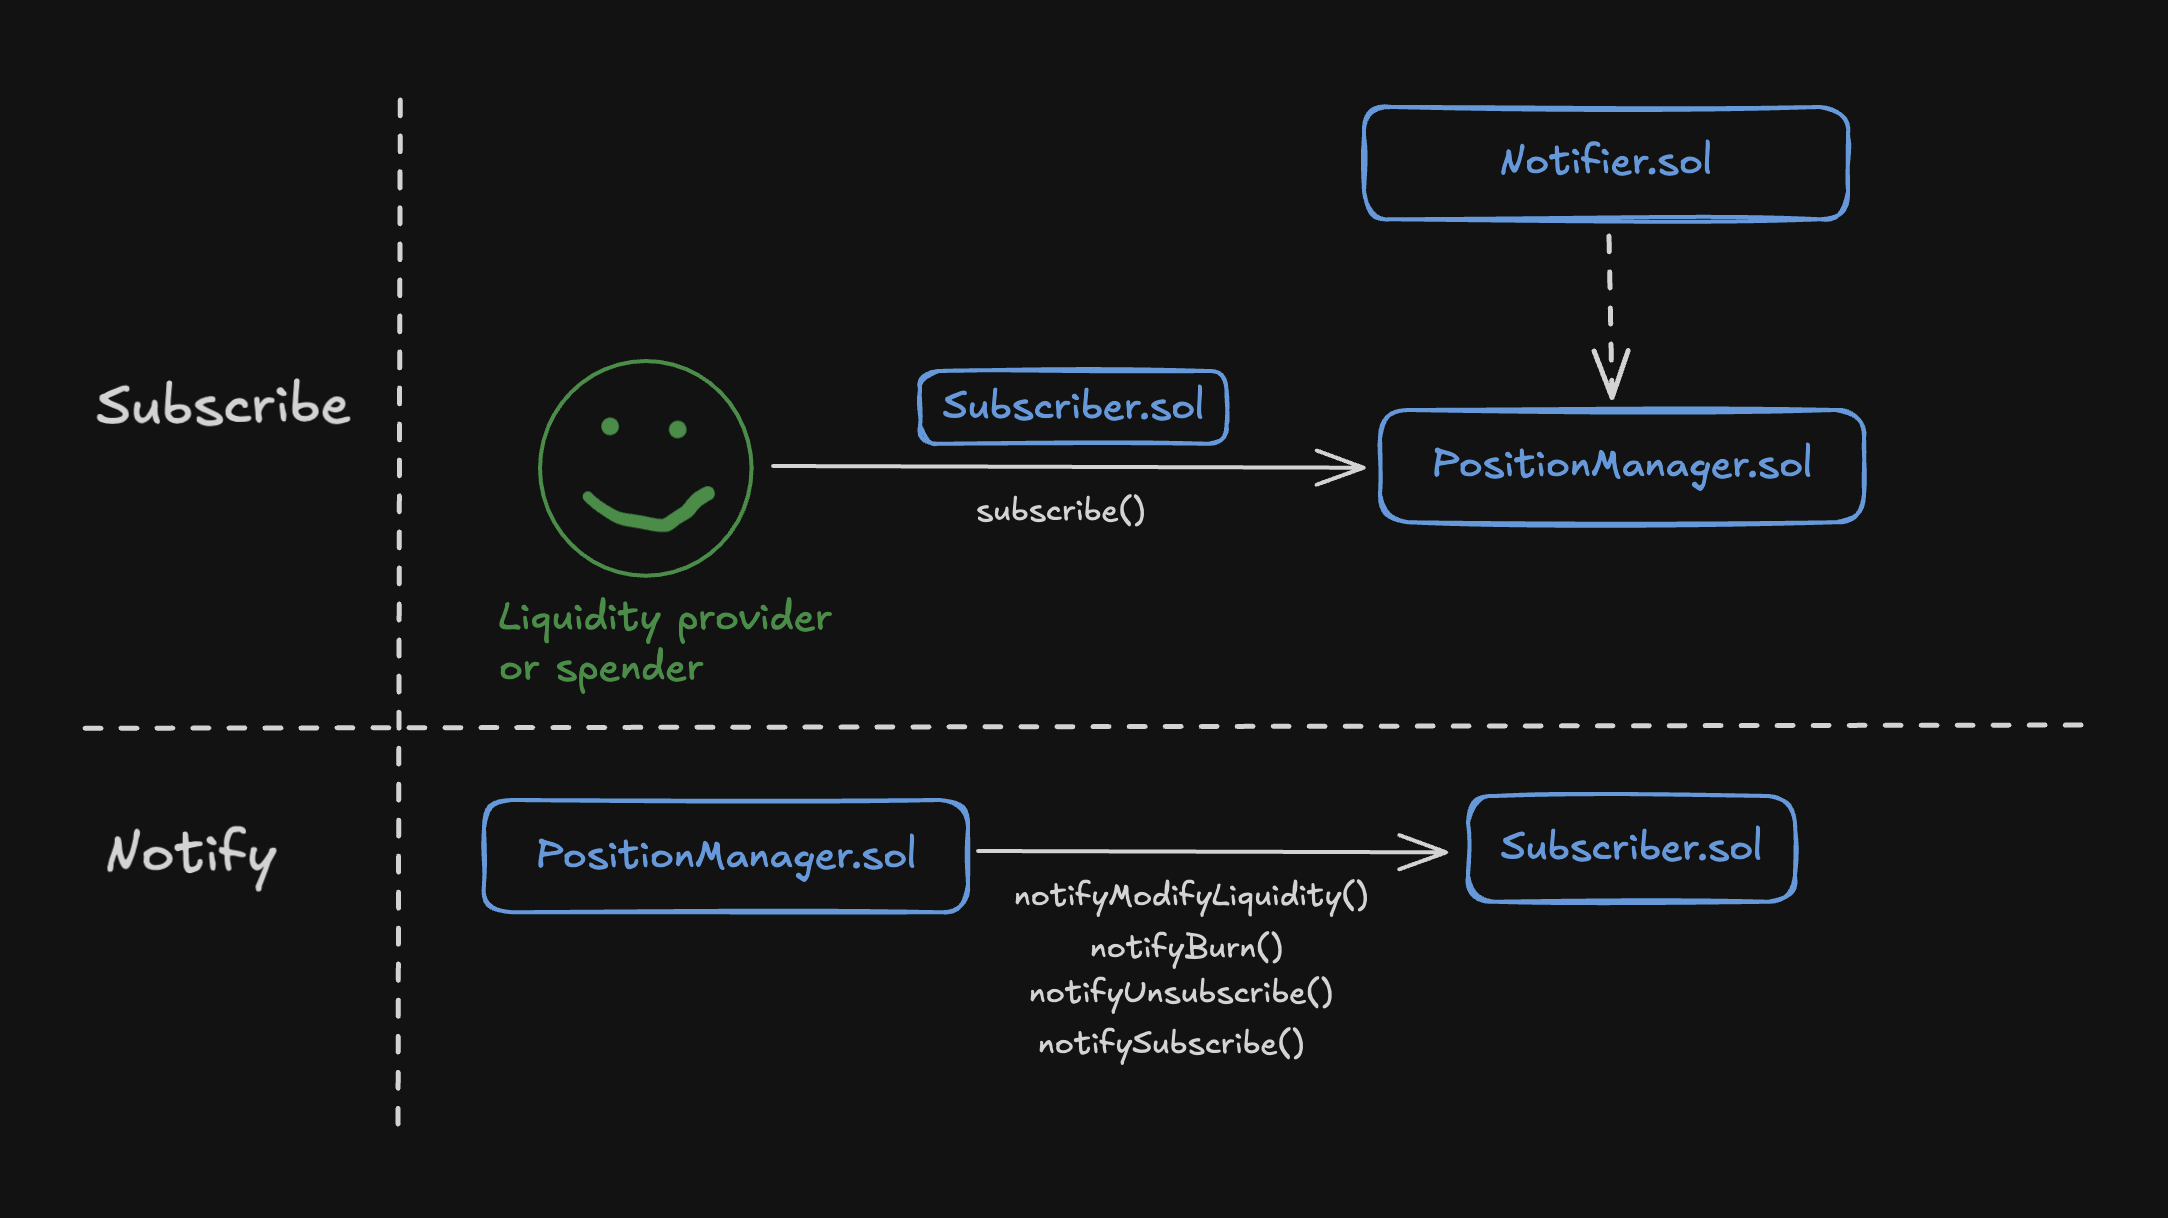 Notifier.sol
Subscribe
Subscriber.sol
PositionManager.sol
subscribe()
Liquidity provider
or spender
Notify
PositionManager.sol
Subscriber.sol
notifyModifyLiquidity()
notifyBurn()
notifyUnsubscribe()
notifySubscribe()